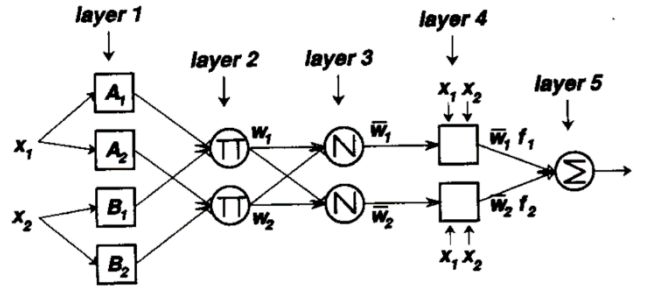 layer 1
layer 4
layer 2 layer 3
layer 5
x₁ x₂
A₁
w₁ w̅₁ w̅₁ f₁
x₁ A₂ Π N
Σ
x₂ B₁ Π N
w₂ w̅₂ w̅₂ f₂
B₂ x₁ x₂